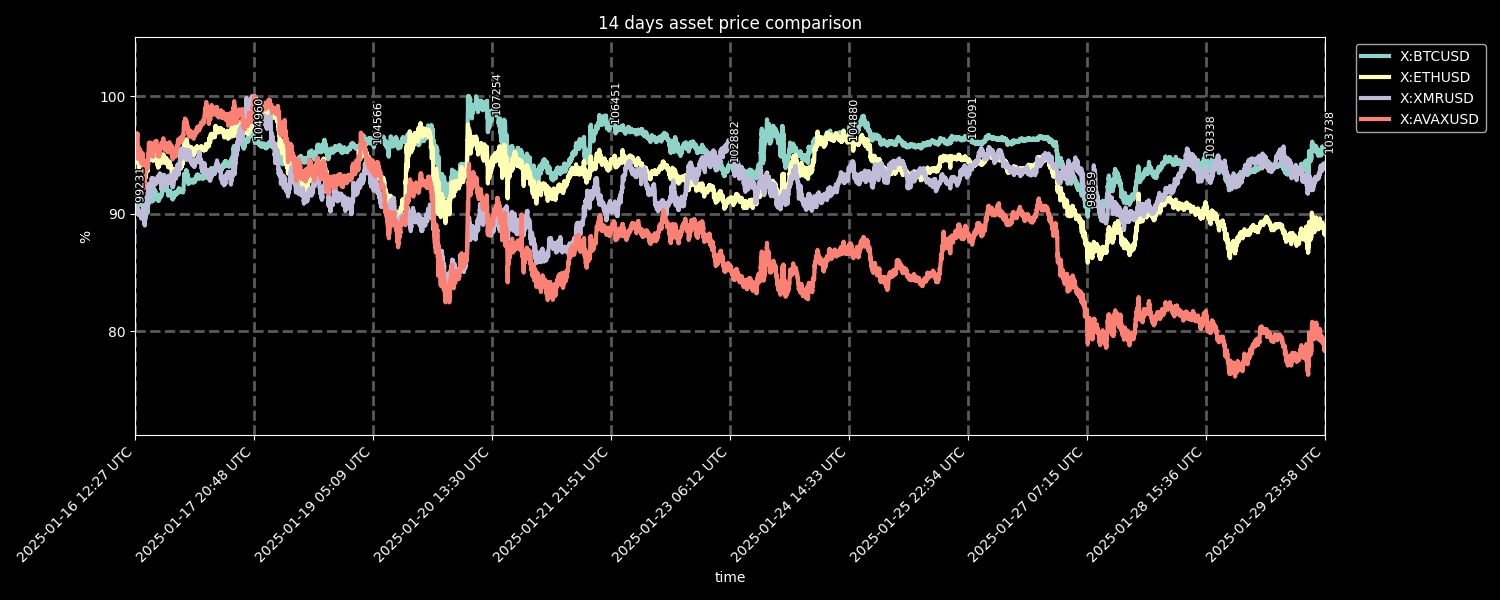 14 days asset price comparison
X:BTCUSD
X:ETHUSD
X:XMRUSD
X:AVAXUSD
100
90
80
%
99231
104960
104566
107254
106451
102882
104880
105091
98859
103338
103738
2025-01-16 12:27 UTC
2025-01-17 20:48 UTC
2025-01-19 05:09 UTC
2025-01-20 13:30 UTC
2025-01-21 21:51 UTC
2025-01-23 06:12 UTC
2025-01-24 14:33 UTC
2025-01-25 22:54 UTC
2025-01-27 07:15 UTC
2025-01-28 15:36 UTC
2025-01-29 23:58 UTC
time